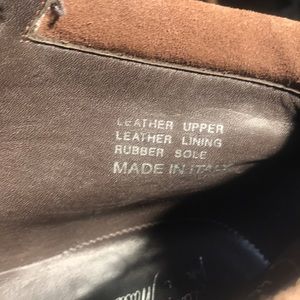 LEATHER UPPER
LEATHER LINING
RUBBER SOLE
MADE IN ITALY